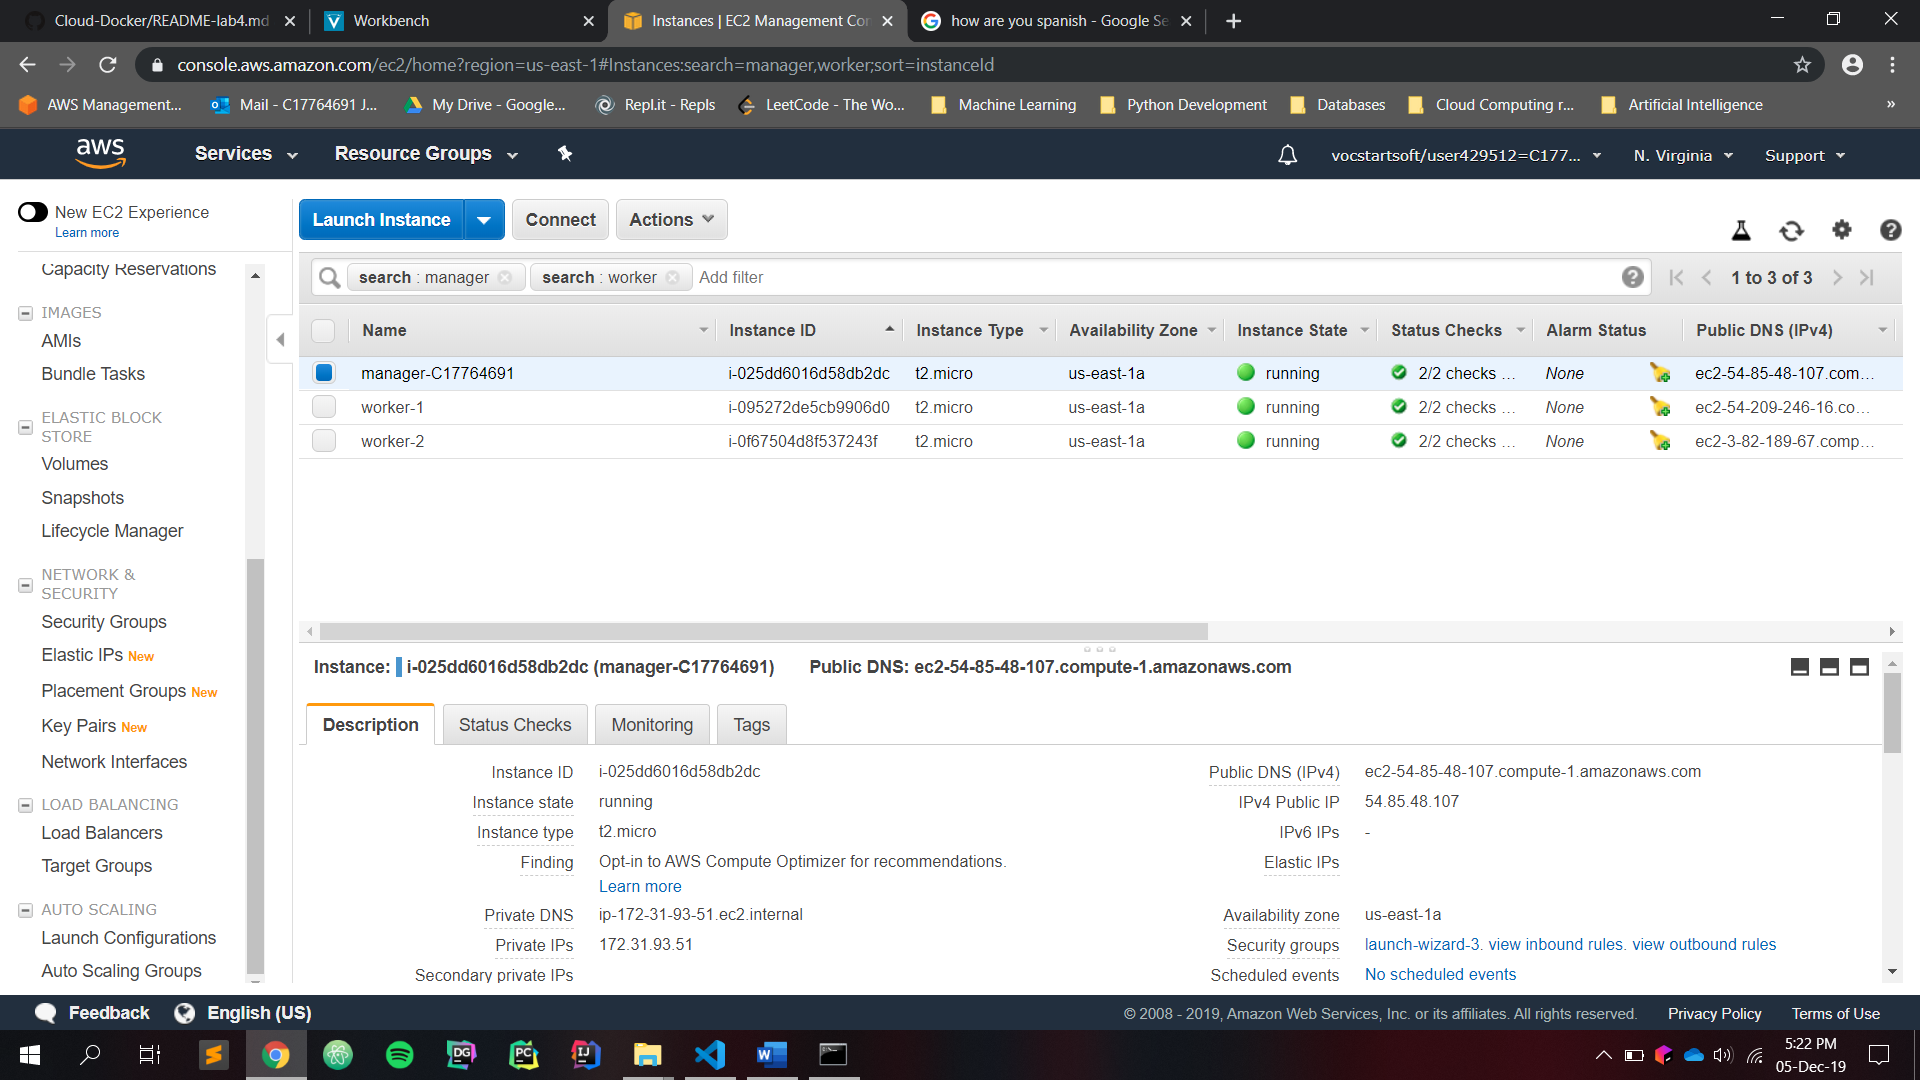 Cloud-Docker/README-lab4.md
Workbench
Instances | EC2 Management Con
how are you spanish - Google Se
console.aws.amazon.com/ec2/home?region=us-east-1#Instances:search=manager,worker;sort=instanceId
AWS Management...
Mail - C17764691 J...
My Drive - Google...
Repl.it - Repls
LeetCode - The Wo...
Machine Learning
Python Development
Databases
Cloud Computing r...
Artificial Intelligence
»
aws
Services
Resource Groups
vocstartsoft/user429512=C177...
N. Virginia
Support
New EC2 Experience
Learn more
Capacity Reservations
IMAGES
AMIs
Bundle Tasks
ELASTIC BLOCK
STORE
Volumes
Snapshots
Lifecycle Manager
NETWORK &
SECURITY
Security Groups
Elastic IPs New
Placement Groups New
Key Pairs New
Network Interfaces
LOAD BALANCING
Load Balancers
Target Groups
AUTO SCALING
Launch Configurations
Auto Scaling Groups
Launch Instance
Connect
Actions
search : manager
search : worker
Add filter
1 to 3 of 3
Name Instance ID Instance Type Availability Zone Instance State Status Checks Alarm Status Public DNS (IPv4)
manager-C17764691 i-025dd6016d58db2dc t2.micro us-east-1a running 2/2 checks ... None ec2-54-85-48-107.com...
worker-1 i-095272de5cb9906d0 t2.micro us-east-1a running 2/2 checks ... None ec2-54-209-246-16.co...
worker-2 i-0f67504d8f537243f t2.micro us-east-1a running 2/2 checks ... None ec2-3-82-189-67.comp...
Instance: i-025dd6016d58db2dc (manager-C17764691) Public DNS: ec2-54-85-48-107.compute-1.amazonaws.com
Description
Status Checks
Monitoring
Tags
Instance ID i-025dd6016d58db2dc
Instance state running
Instance type t2.micro
Finding Opt-in to AWS Compute Optimizer for recommendations.
Learn more
Private DNS ip-172-31-93-51.ec2.internal
Private IPs 172.31.93.51
Secondary private IPs
Public DNS (IPv4) ec2-54-85-48-107.compute-1.amazonaws.com
IPv4 Public IP 54.85.48.107
IPv6 IPs -
Elastic IPs
Availability zone us-east-1a
Security groups launch-wizard-3. view inbound rules. view outbound rules
Scheduled events No scheduled events
Feedback
English (US)
© 2008 - 2019, Amazon Web Services, Inc. or its affiliates. All rights reserved.
Privacy Policy
Terms of Use
DG
PC
IJ
5:22 PM
05-Dec-19